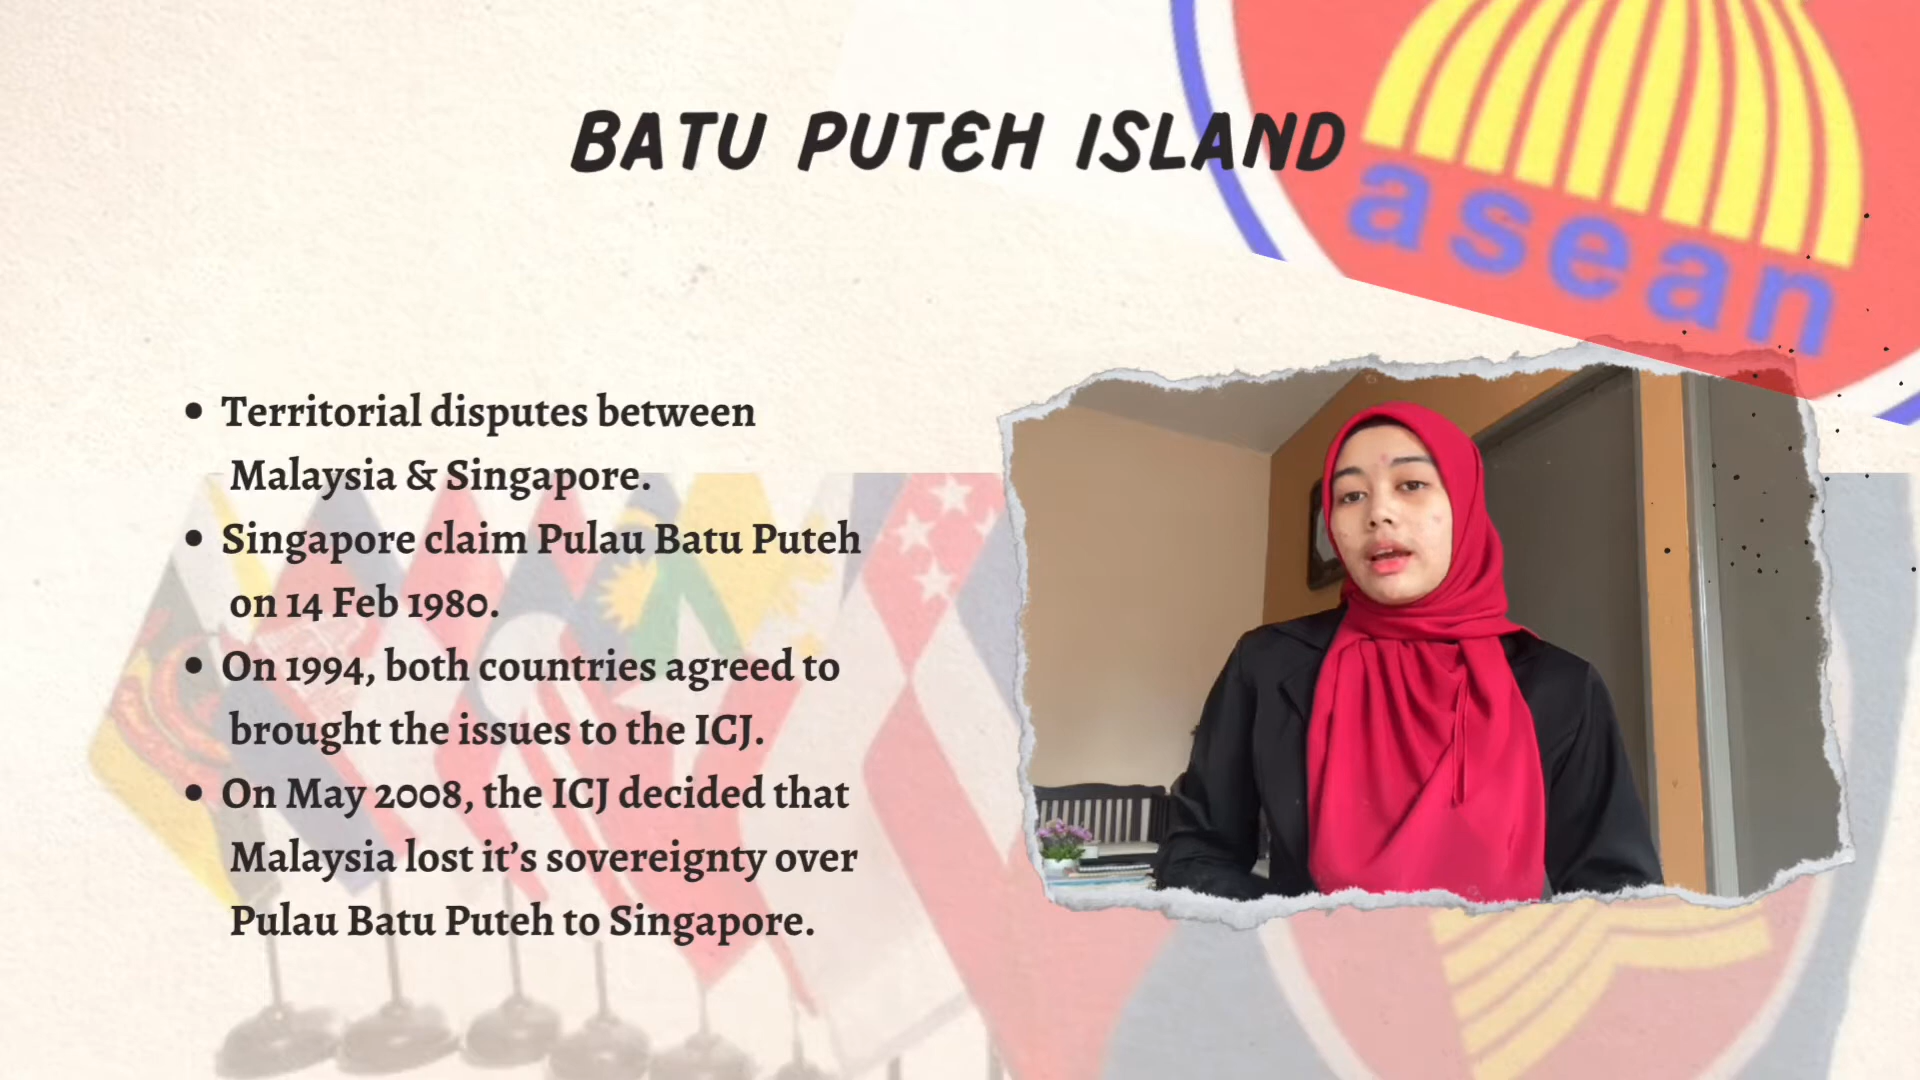 BATU PUTEH ISLAND
asean
• Territorial disputes between
Malaysia & Singapore.
• Singapore claim Pulau Batu Puteh
on 14 Feb 1980.
• On 1994, both countries agreed to
brought the issues to the ICJ.
• On May 2008, the ICJ decided that
Malaysia lost it’s sovereignty over
Pulau Batu Puteh to Singapore.